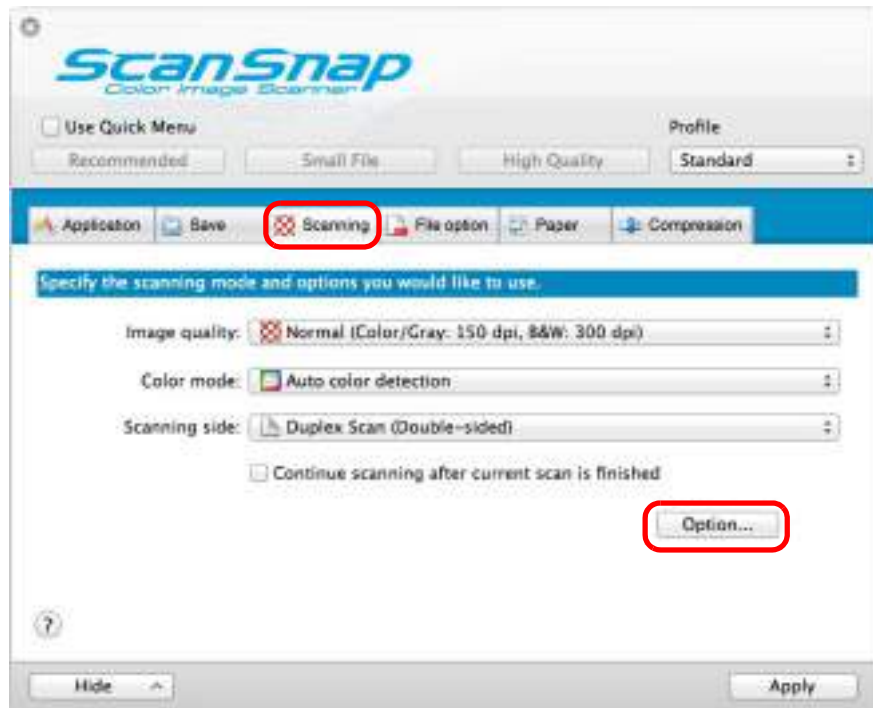 ScanSnap
Color Image Scanner
Use Quick Menu
Profile
Recommended Small File High Quality Standard
Application Save Scanning File option Paper Compression
Specify the scanning mode and options you would like to use.
Image quality: Normal (Color/Gray: 150 dpi, B&W: 300 dpi)
Color mode: Auto color detection
Scanning side: Duplex Scan (Double-sided)
Continue scanning after current scan is finished
Option...
?
Hide Apply